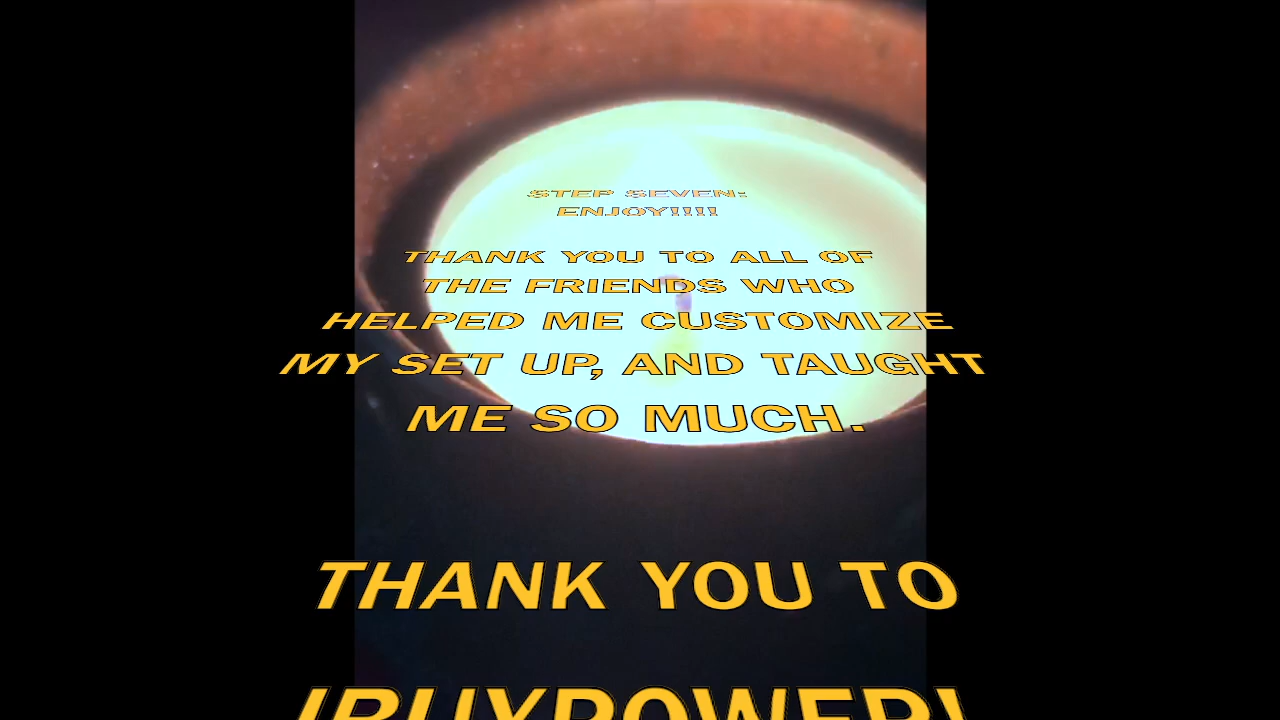 STEP SEVEN:
ENJOY!!!!
THANK YOU TO ALL OF
THE FRIENDS WHO
HELPED ME CUSTOMIZE
MY SET UP, AND TAUGHT
ME SO MUCH.
THANK YOU TO
IBUYPOWER!